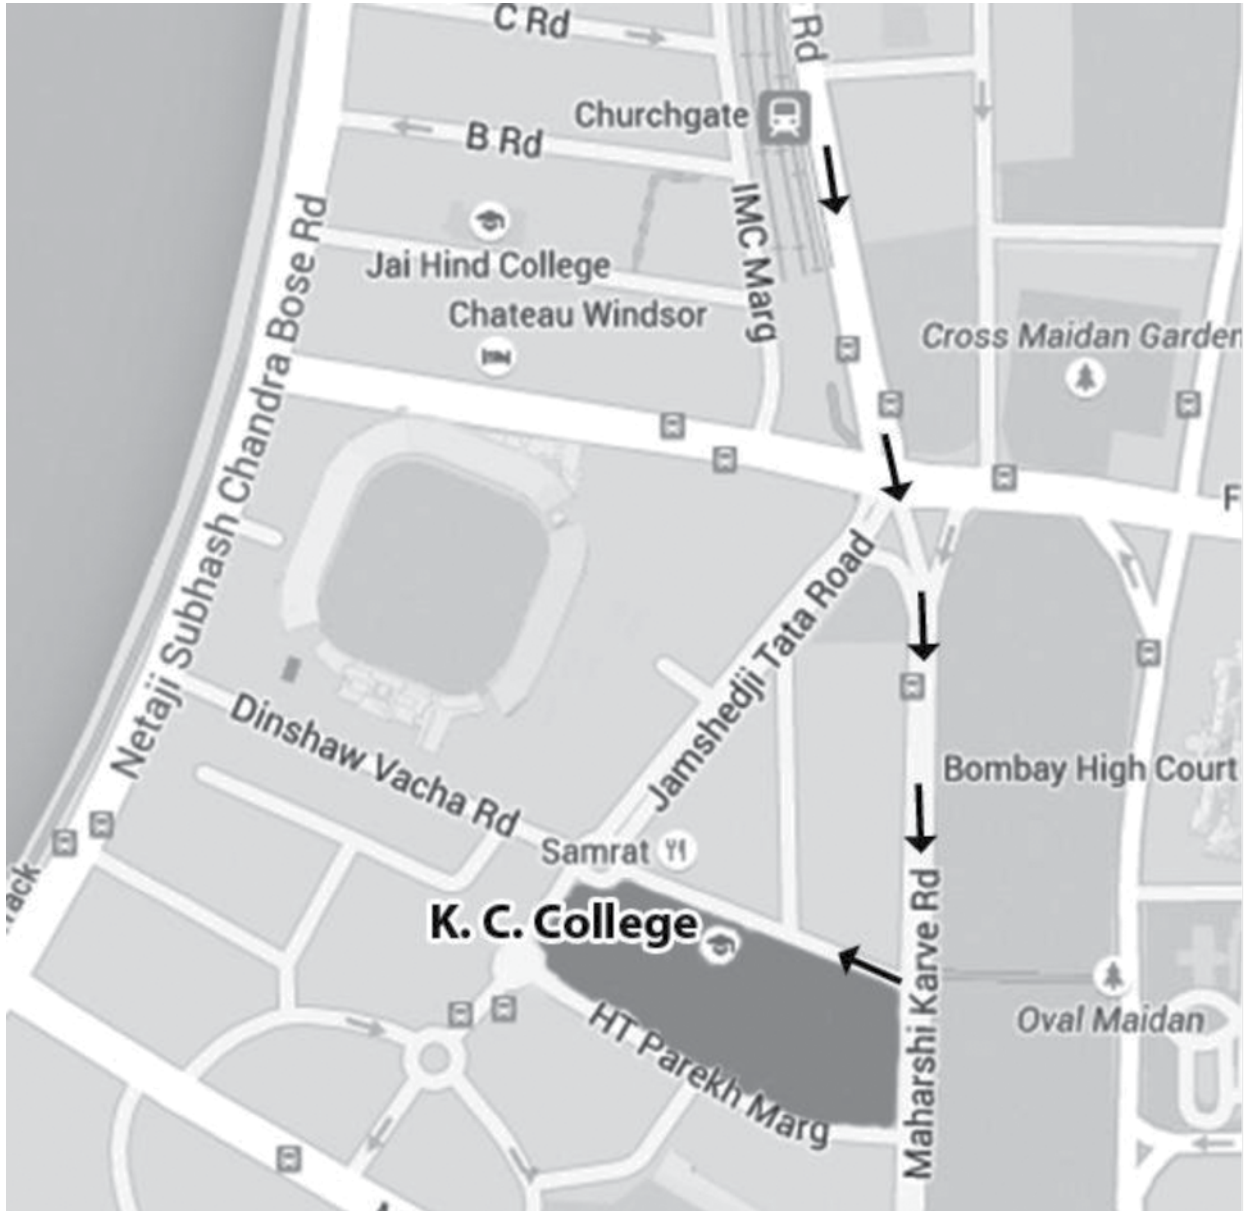 C Rd
Rd
Churchgate
B Rd
IMC Marg
Netaji Subhash Chandra Bose Rd
Jai Hind College
Chateau Windsor
Cross Maidan Garden
F
Jamshedji Tata Road
Dinshaw Vacha Rd
Bombay High Court
Samrat
rack
K. C. College
Maharshi Karve Rd
HT Parekh Marg
Oval Maidan